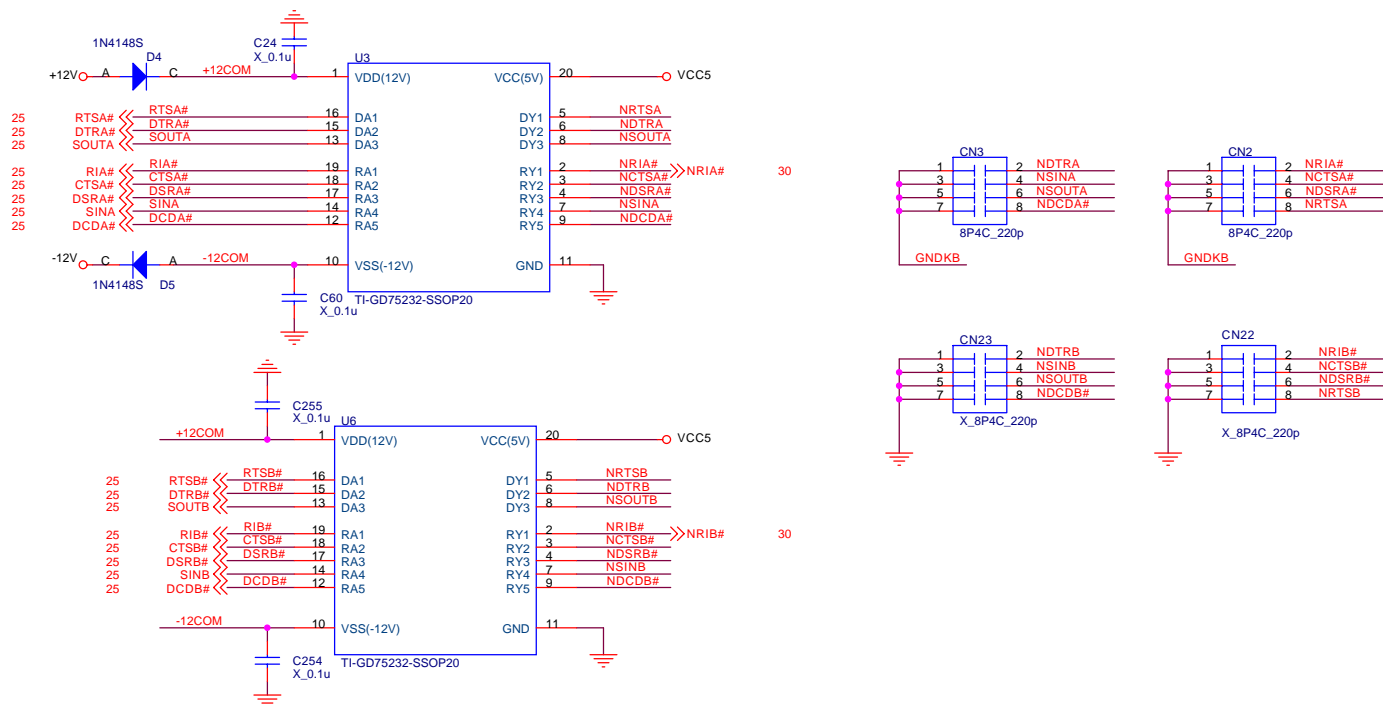 1N4148S
D4
C24
X_0.1u
U3
+12V A C +12COM 1 VDD(12V) VCC(5V) 20 VCC5
25 RTSA# RTSA# 16 DA1 DY1 5 NRTSA
25 DTRA# DTRA# 15 DA2 DY2 6 NDTRA
25 SOUTA SOUTA 13 DA3 DY3 8 NSOUTA
25 RIA# RIA# 19 RA1 RY1 2 NRIA# NRIA# 30
25 CTSA# CTSA# 18 RA2 RY2 3 NCTSA#
25 DSRA# DSRA# 17 RA3 RY3 4 NDSRA#
25 SINA SINA 14 RA4 RY4 7 NSINA
25 DCDA# DCDA# 12 RA5 RY5 9 NDCDA#
-12V C A -12COM 10 VSS(-12V) GND 11
1N4148S D5
C60
X_0.1u
TI-GD75232-SSOP20
CN3
1 2 NDTRA
3 4 NSINA
5 6 NSOUTA
7 8 NDCDA#
8P4C_220p
GNDKB
CN2
1 2 NRIA#
3 4 NCTSA#
5 6 NDSRA#
7 8 NRTSA
8P4C_220p
GNDKB
C255
X_0.1u
U6
+12COM 1 VDD(12V) VCC(5V) 20 VCC5
25 RTSB# RTSB# 16 DA1 DY1 5 NRTSB
25 DTRB# DTRB# 15 DA2 DY2 6 NDTRB
25 SOUTB 13 DA3 DY3 8 NSOUTB
25 RIB# RIB# 19 RA1 RY1 2 NRIB# NRIB# 30
25 CTSB# CTSB# 18 RA2 RY2 3 NCTSB#
25 DSRB# DSRB# 17 RA3 RY3 4 NDSRB#
25 SINB 14 RA4 RY4 7 NSINB
25 DCDB# DCDB# 12 RA5 RY5 9 NDCDB#
-12COM 10 VSS(-12V) GND 11
C254
X_0.1u
TI-GD75232-SSOP20
CN23
1 2 NDTRB
3 4 NSINB
5 6 NSOUTB
7 8 NDCDB#
X_8P4C_220p
CN22
1 2 NRIB#
3 4 NCTSB#
5 6 NDSRB#
7 8 NRTSB
X_8P4C_220p